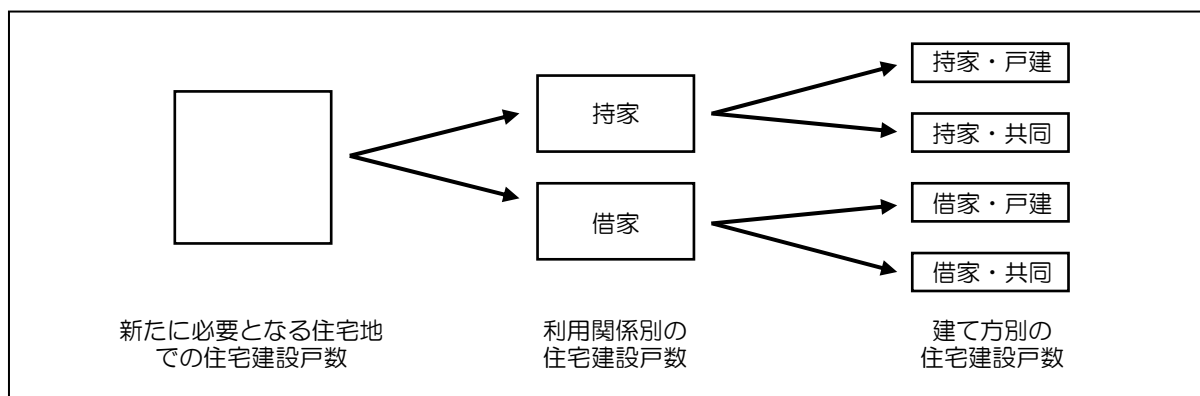 持家・戸建
持家
持家・共同
借家・戸建
借家
借家・共同
新たに必要となる住宅地
での住宅建設戸数
利用関係別の
住宅建設戸数
建て方別の
住宅建設戸数